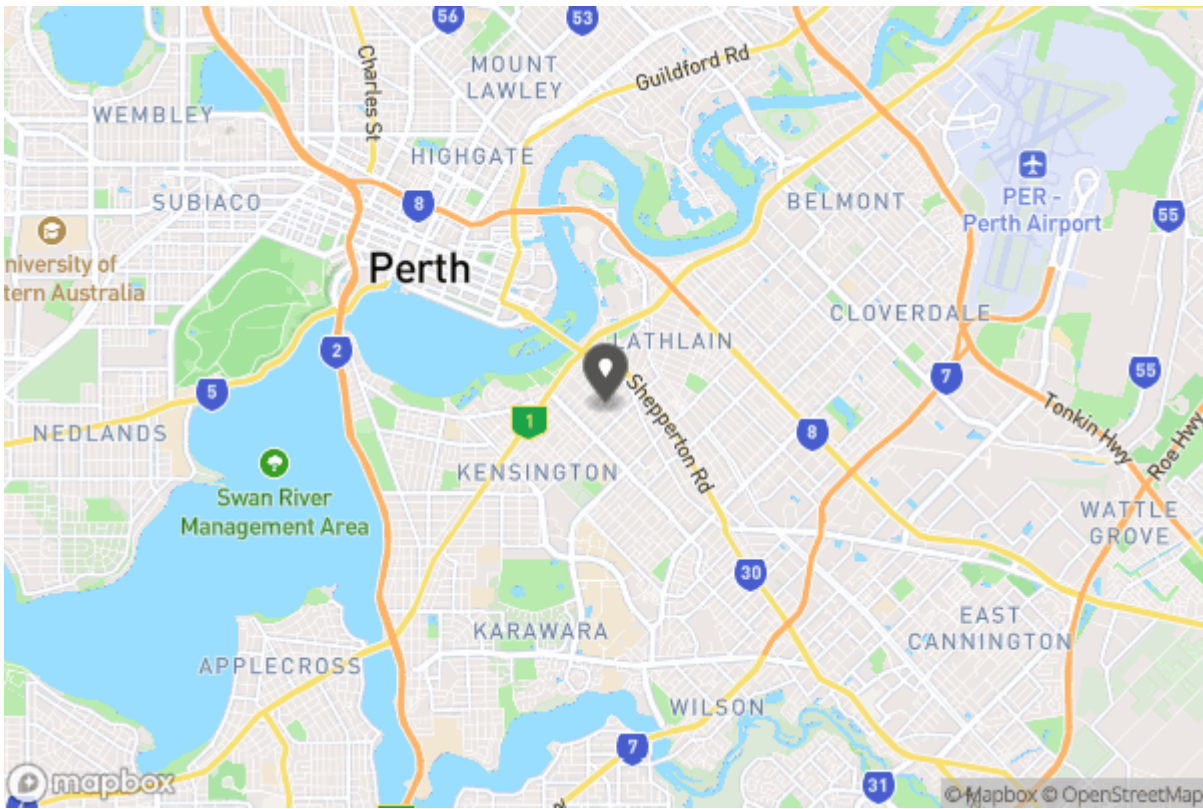 56
53
Charles St
MOUNT
LAWLEY
Guildford Rd
WEMBLEY
HIGHGATE
SUBIACO
8
BELMONT
PER -
Perth Airport
55
niversity of
tern Australia
Perth
CLOVERDALE
LATHLAIN
2
5
7
55
Shepperton Rd
1
8
Tonkin Hwy
Roe Hwy
NEDLANDS
KENSINGTON
Swan River
Management Area
WATTLE
GROVE
30
KARAWARA
EAST
CANNINGTON
APPLECROSS
WILSON
7
31
mapbox
© Mapbox © OpenStreetMap